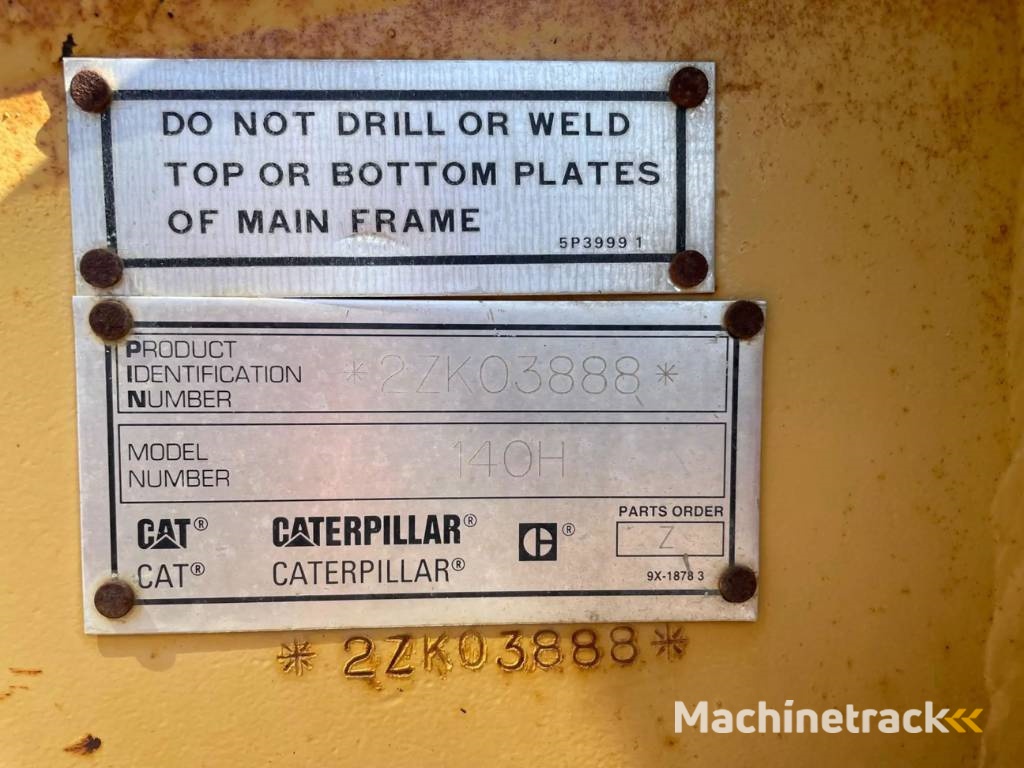 DO NOT DRILL OR WELD
TOP OR BOTTOM PLATES
OF MAIN FRAME
5P3999 1
PRODUCT
IDENTIFICATION
NUMBER
*2ZK03888*
MODEL
NUMBER
140H
CAT® CATERPILLAR® C®
CAT® CATERPILLAR®
PARTS ORDER
Z
9X-1878 3
*2ZK03888*
Machinetrack